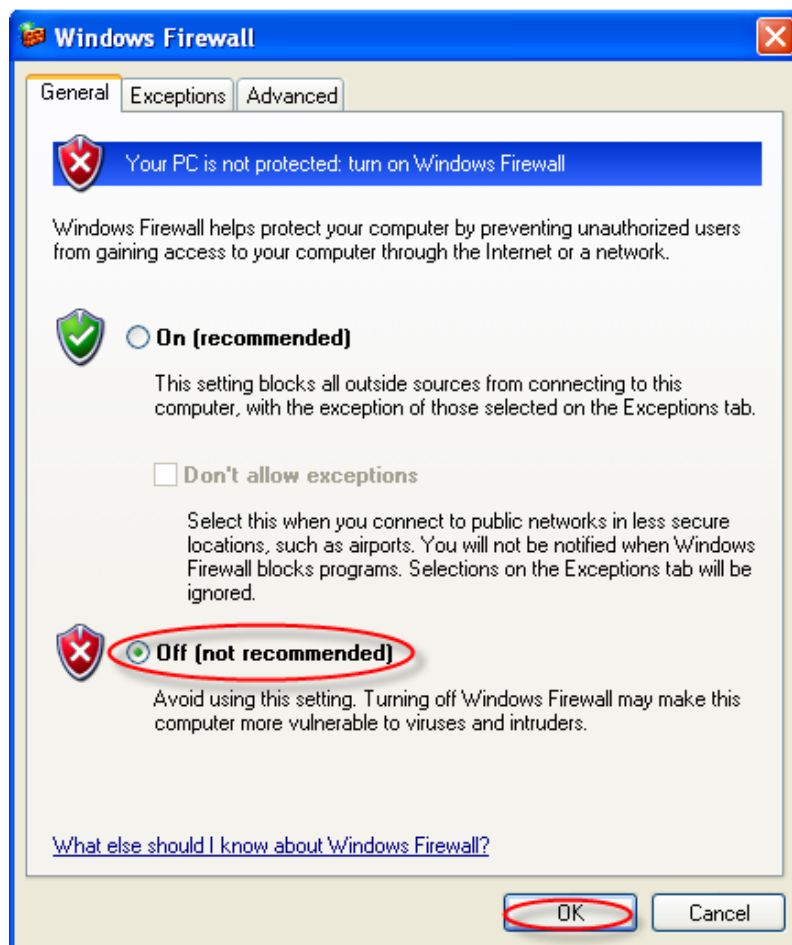 Windows Firewall
General
Exceptions
Advanced
Your PC is not protected: turn on Windows Firewall
Windows Firewall helps protect your computer by preventing unauthorized users
from gaining access to your computer through the Internet or a network.
On (recommended)
This setting blocks all outside sources from connecting to this
computer, with the exception of those selected on the Exceptions tab.
Don't allow exceptions
Select this when you connect to public networks in less secure
locations, such as airports. You will not be notified when Windows
Firewall blocks programs. Selections on the Exceptions tab will be
ignored.
Off (not recommended)
Avoid using this setting. Turning off Windows Firewall may make this
computer more vulnerable to viruses and intruders.
What else should I know about Windows Firewall?
OK
Cancel